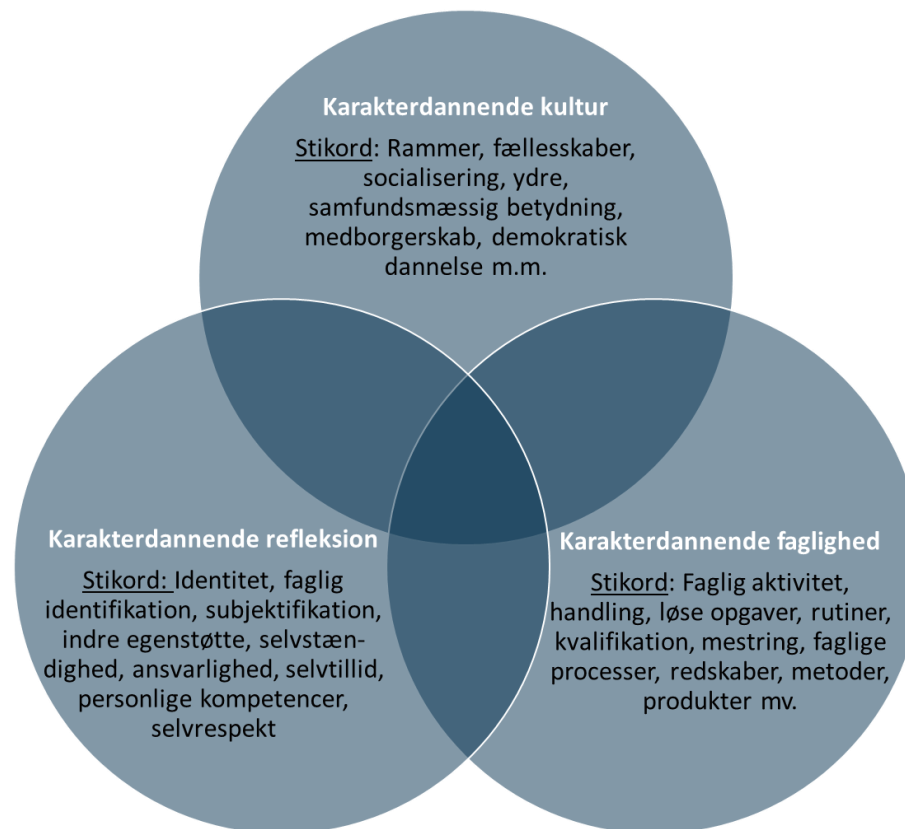 Karakterdannende kultur
Stikord: Rammer, fællesskaber,
socialisering, ydre,
samfundsmæssig betydning,
medborgerskab, demokratisk
dannelse m.m.
Karakterdannende refleksion
Stikord: Identitet, faglig
identifikation, subjektifikation,
indre egenstøtte, selvstæn-
dighed, ansvarlighed, selvtillid,
personlige kompetencer,
selvrespekt
Karakterdannende faglighed
Stikord: Faglig aktivitet,
handling, løse opgaver, rutiner,
kvalifikation, mestring, faglige
processer, redskaber, metoder,
produkter mv.